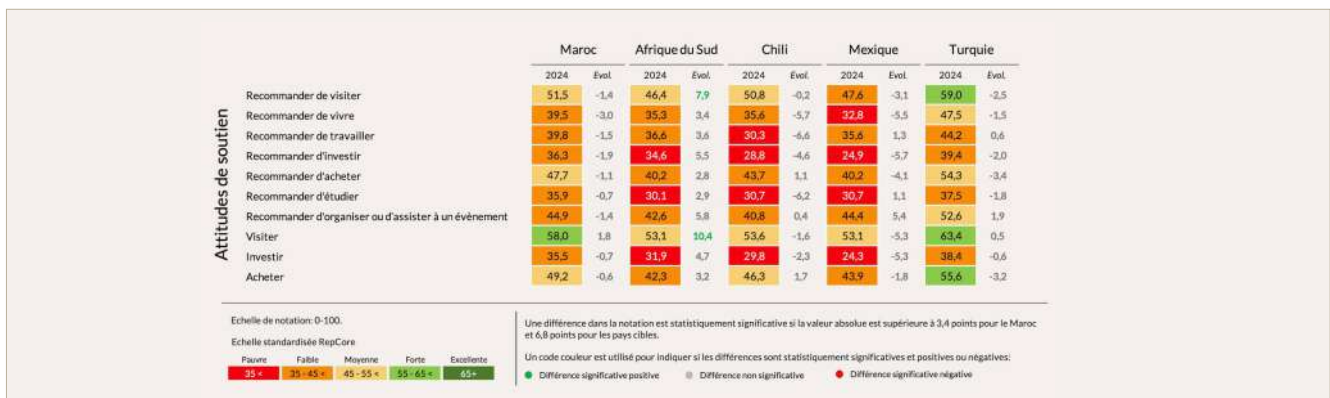 Maroc Afrique du Sud Chili Mexique Turquie
2024 Evol. 2024 Evol. 2024 Evol. 2024 Evol. 2024 Evol.
Attitudes de soutien
Recommander de visiter 51,5 -1,4 46,4 7,9 50,8 -0,2 47,6 -3,1 59,0 -2,5
Recommander de vivre 39,5 -3,0 35,3 3,4 35,6 -5,7 32,8 -5,5 47,5 -1,5
Recommander de travailler 39,8 -1,5 36,6 3,6 30,3 -6,6 35,6 1,3 44,2 0,6
Recommander d'investir 36,3 -1,9 34,6 5,5 28,8 -4,6 24,9 -5,7 39,4 -2,0
Recommander d'acheter 47,7 -1,1 40,2 2,8 43,7 1,1 40,2 -4,1 54,3 -3,4
Recommander d'étudier 35,9 -0,7 30,1 2,9 30,7 -6,2 30,7 1,1 37,5 -1,8
Recommander d'organiser ou d'assister à un évènement 44,9 -1,4 42,6 5,8 40,8 0,4 44,4 5,4 52,6 1,9
Visiter 58,0 1,8 53,1 10,4 53,6 -1,6 53,1 -5,3 63,4 0,5
Investir 35,5 -0,7 31,9 4,7 29,8 -2,3 24,3 -5,3 38,4 -0,6
Acheter 49,2 -0,6 42,3 3,2 46,3 1,7 43,9 -1,8 55,6 -3,2
Echelle de notation: 0-100.
Echelle standardisée RepCore
Pauvre Faible Moyenne Forte Excellente
35 < 35 - 45 < 45 - 55 < 55 - 65 < 65+
Une différence dans la notation est statistiquement significative si la valeur absolue est supérieure à 3,4 points pour le Maroc
et 6,8 points pour les pays cibles.
Un code couleur est utilisé pour indiquer si les différences sont statistiquement significatives et positives ou négatives:
Différence significative positive Différence non significative Différence significative négative